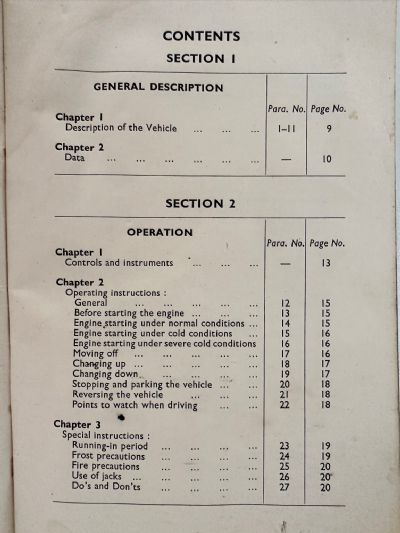 CONTENTS
SECTION 1
GENERAL DESCRIPTION
Para. No. Page No.
Chapter 1
Description of the Vehicle ... ... ... 1–11 9
Chapter 2
Data ... ... ... ... ... ... — 10
SECTION 2
OPERATION
Para. No. Page No.
Chapter 1
Controls and instruments ... ... ... — 13
Chapter 2
Operating instructions :
General ... ... ... ... ... 12 15
Before starting the engine ... ... ... 13 15
Engine starting under normal conditions ... 14 15
Engine starting under cold conditions ... 15 16
Engine starting under severe cold conditions 16 16
Moving off ... ... ... ... ... 17 16
Changing up ... ... ... ... ... 18 17
Changing down ... ... ... ... 19 17
Stopping and parking the vehicle ... ... 20 18
Reversing the vehicle ... ... ... 21 18
Points to watch when driving ... ... 22 18
Chapter 3
Special instructions :
Running-in period ... ... ... ... 23 19
Frost precautions ... ... ... ... 24 19
Fire precautions ... ... ... ... 25 20
Use of jacks ... ... ... ... ... 26 20
Do's and Don'ts ... ... ... ... 27 20